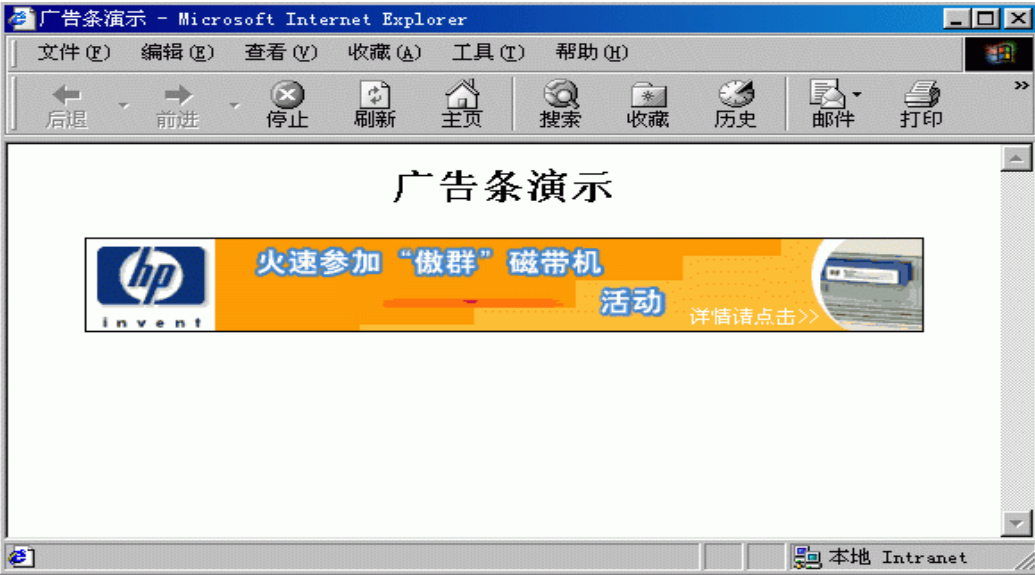 广告条演示 - Microsoft Internet Explorer
文件(F) 编辑(E) 查看(V) 收藏(A) 工具(T) 帮助(H)
后退 前进 停止 刷新 主页 搜索 收藏 历史 邮件 打印 »
广告条演示
hp
invent
火速参加“傲群”磁带机
活动
详情请点击>>
本地 Intranet